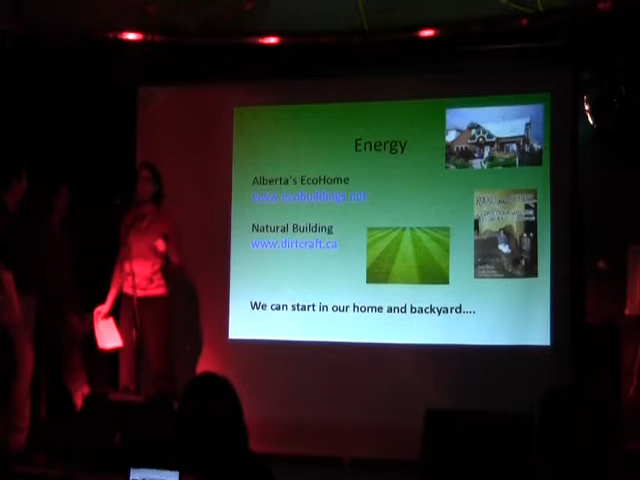 Energy
Alberta's EcoHome
www.ecobuildings.net
Natural Building
www.dirtcraft.ca
We can start in our home and backyard....